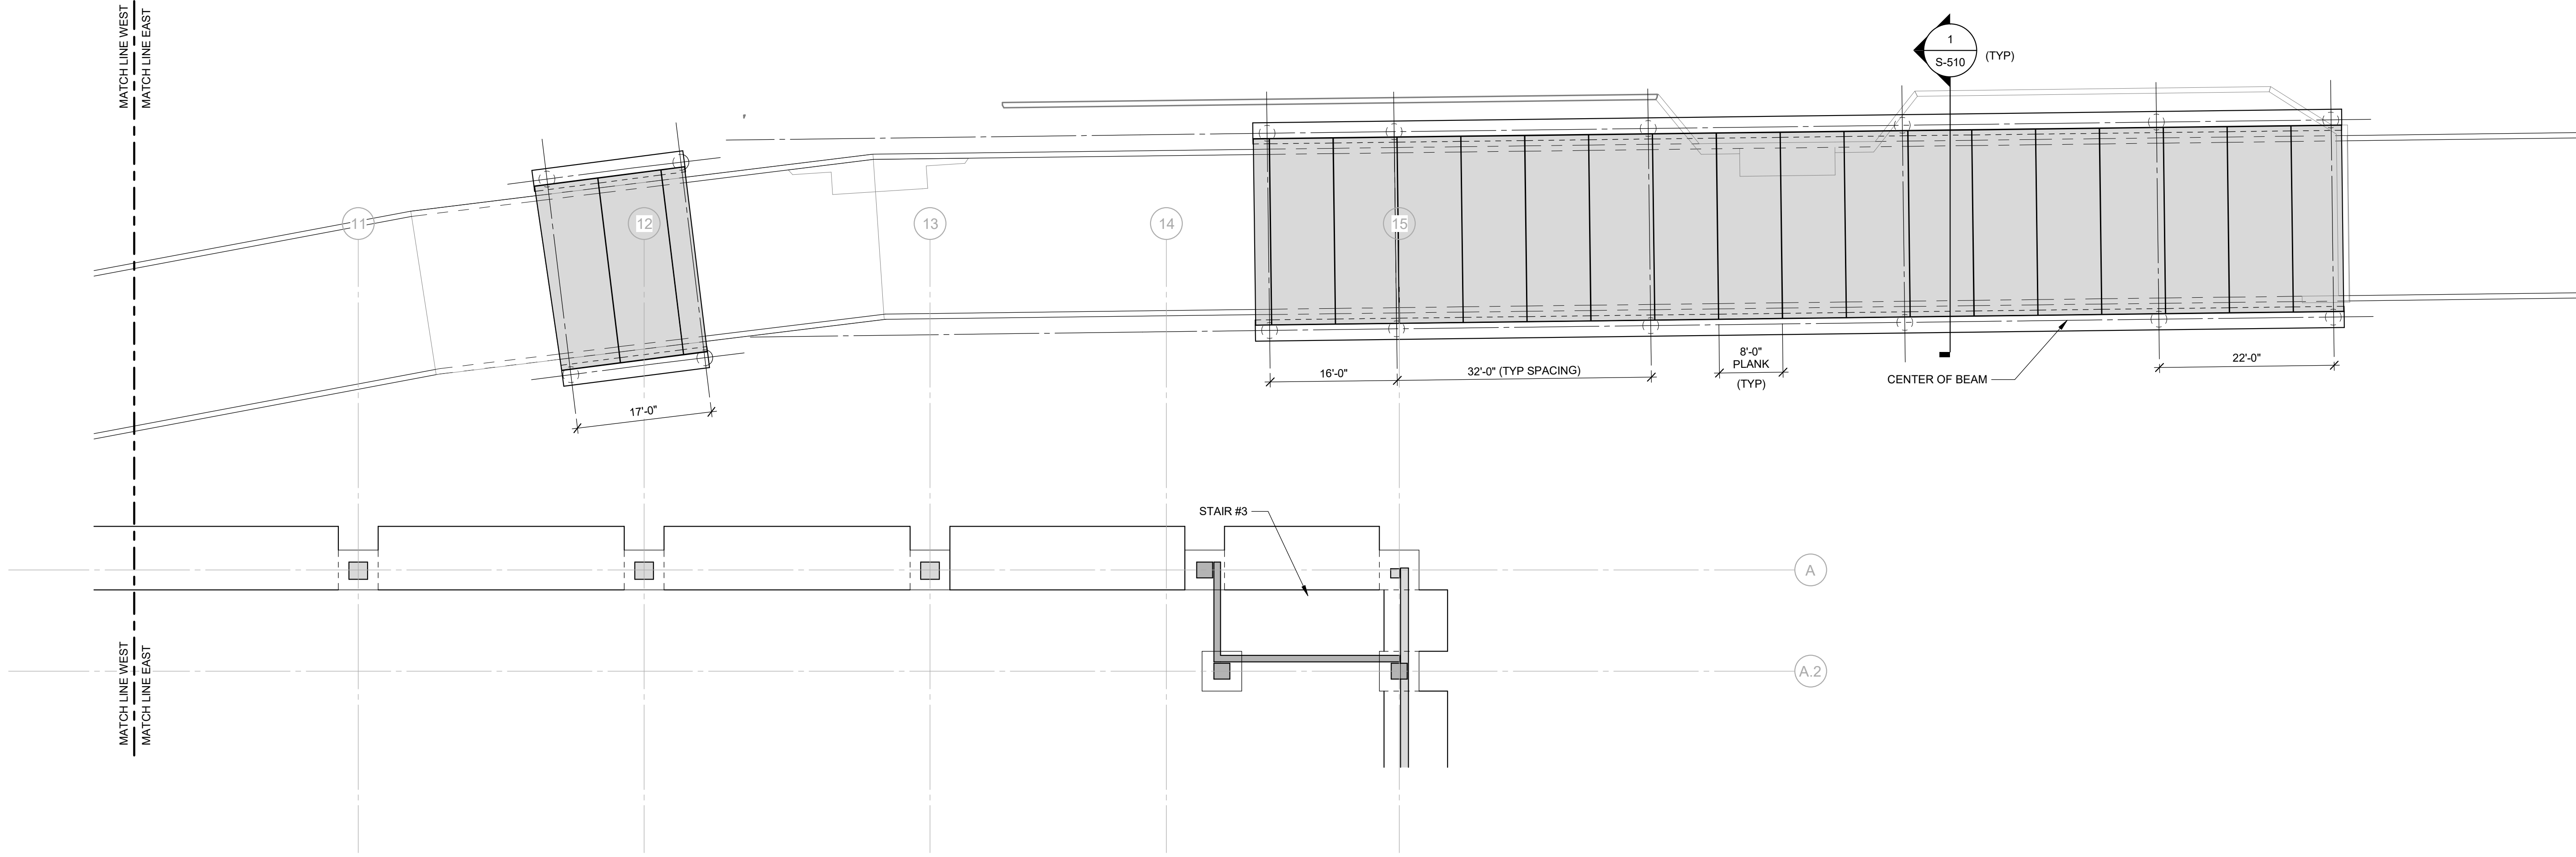 MATCH LINE WEST
MATCH LINE EAST
1
S-510
(TYP)
11
12
13
14
15
17'-0"
16'-0"
32'-0" (TYP SPACING)
8'-0"
PLANK
(TYP)
CENTER OF BEAM
22'-0"
STAIR #3
A
A.2
MATCH LINE WEST
MATCH LINE EAST